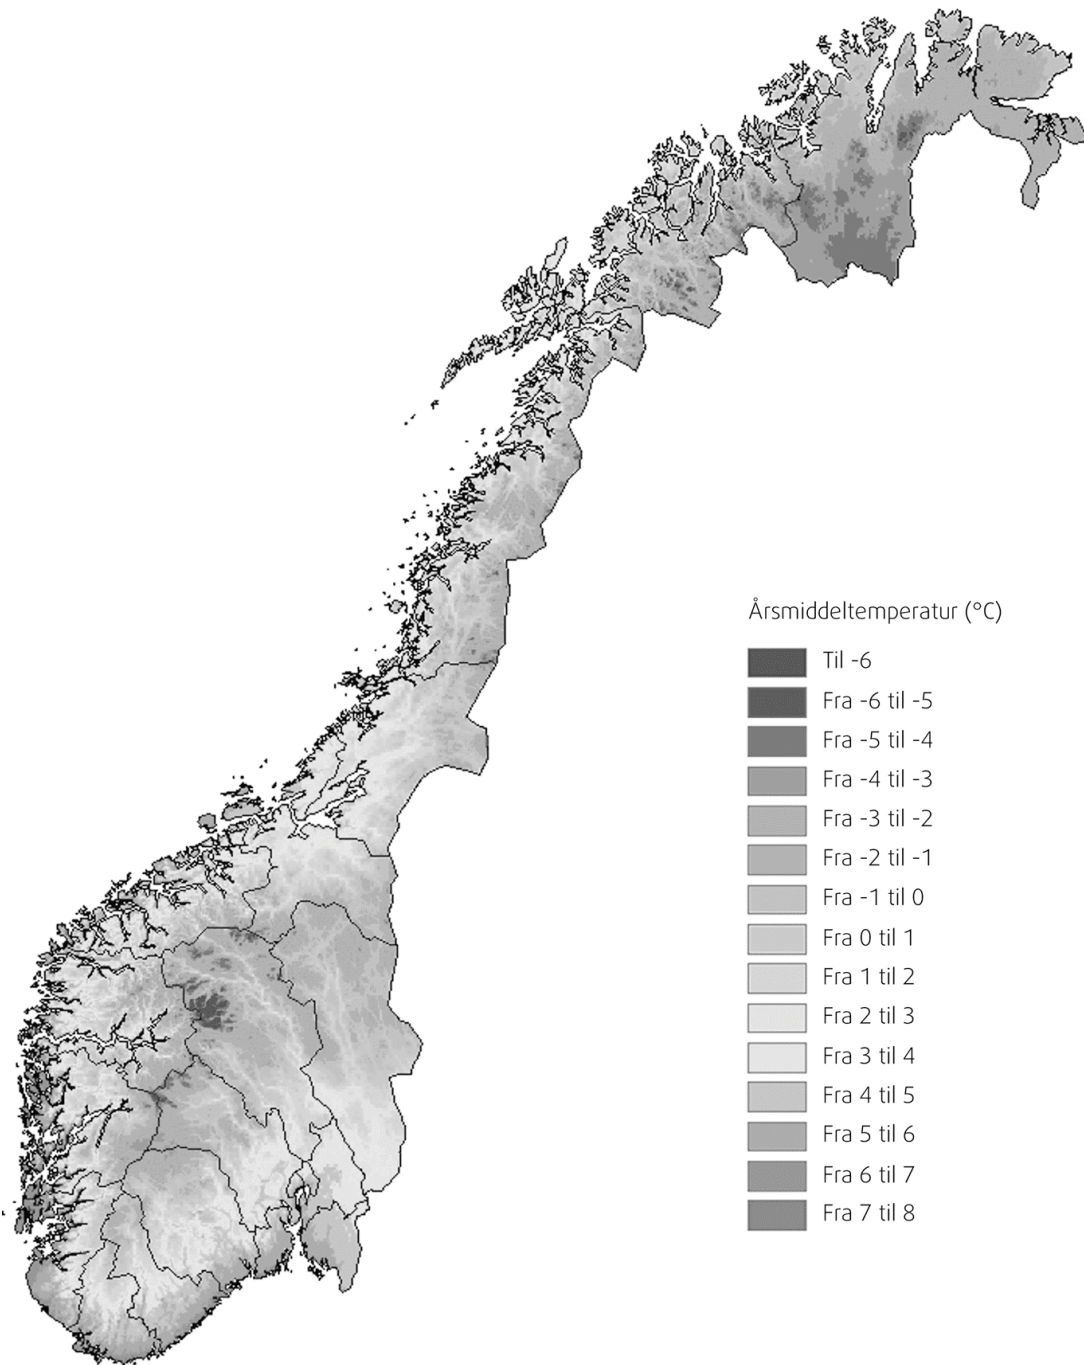 Årsmiddeltemperatur (°C)
Til -6
Fra -6 til -5
Fra -5 til -4
Fra -4 til -3
Fra -3 til -2
Fra -2 til -1
Fra -1 til 0
Fra 0 til 1
Fra 1 til 2
Fra 2 til 3
Fra 3 til 4
Fra 4 til 5
Fra 5 til 6
Fra 6 til 7
Fra 7 til 8